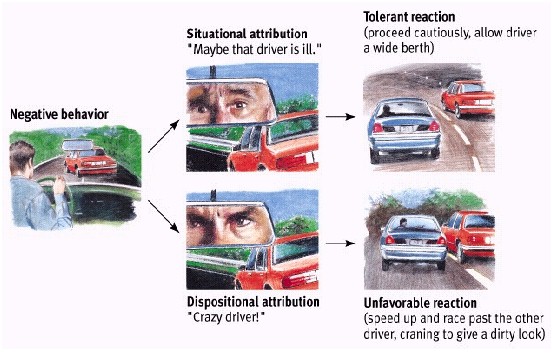 Negative behavior
Situational attribution
"Maybe that driver is ill."
Tolerant reaction
(proceed cautiously, allow driver
a wide berth)
Dispositional attribution
"Crazy driver!"
Unfavorable reaction
(speed up and race past the other
driver, craning to give a dirty look)